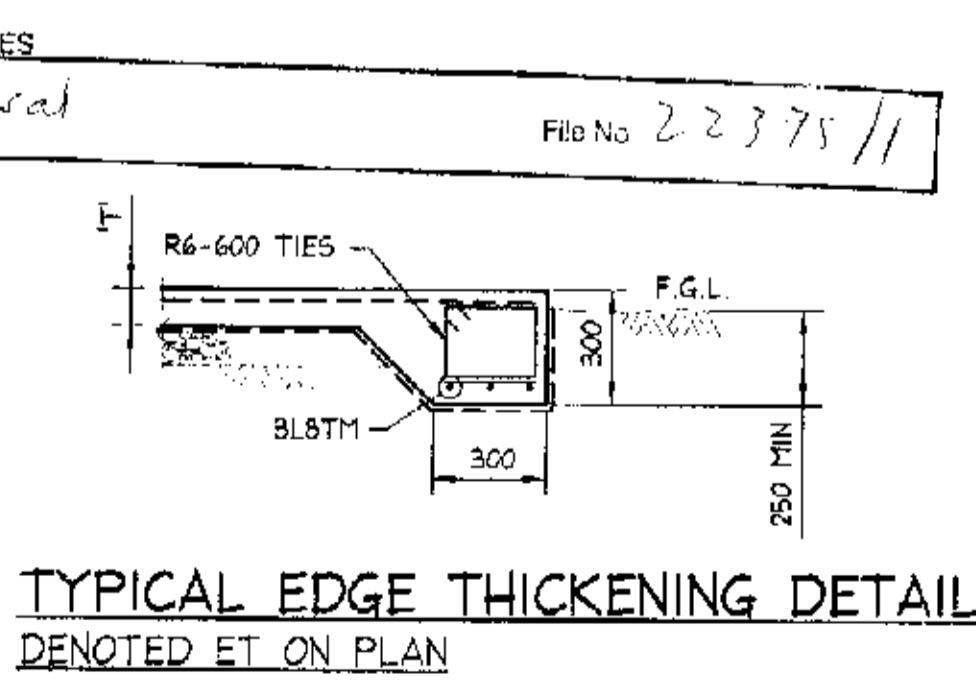 ES
File No 22375/1
T
R6-600 TIES
F.G.L.
300
3L8TM
300
250 MIN
TYPICAL EDGE THICKENING DETAIL
DENOTED ET ON PLAN